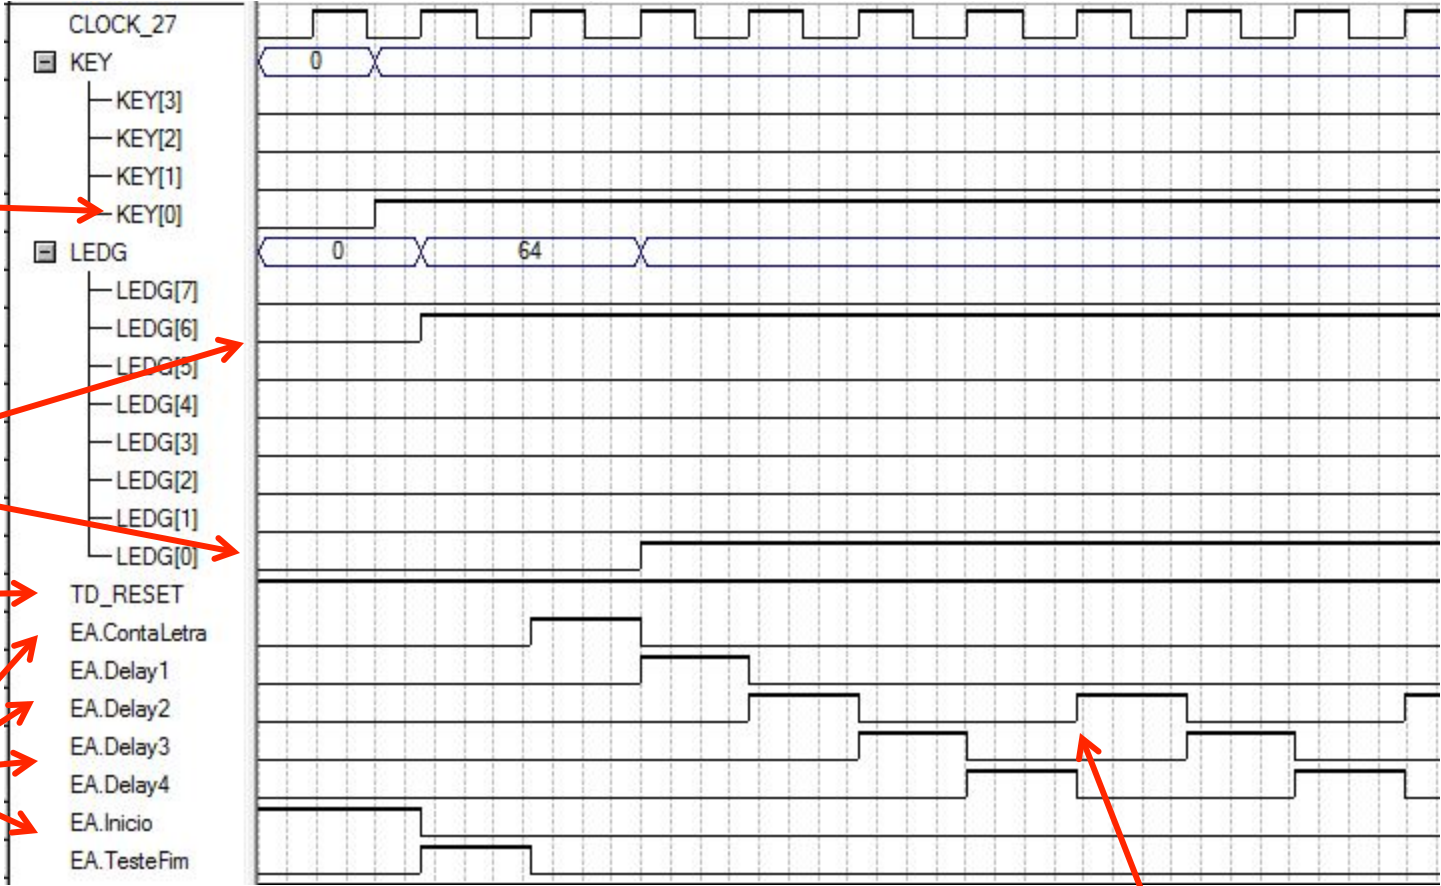 CLOCK_27
KEY 0
KEY[3]
KEY[2]
KEY[1]
KEY[0]
LEDG 0 64
LEDG[7]
LEDG[6]
LEDG[5]
LEDG[4]
LEDG[3]
LEDG[2]
LEDG[1]
LEDG[0]
TD_RESET
EA.ContaLetra
EA.Delay1
EA.Delay2
EA.Delay3
EA.Delay4
EA.Inicio
EA.TesteFim